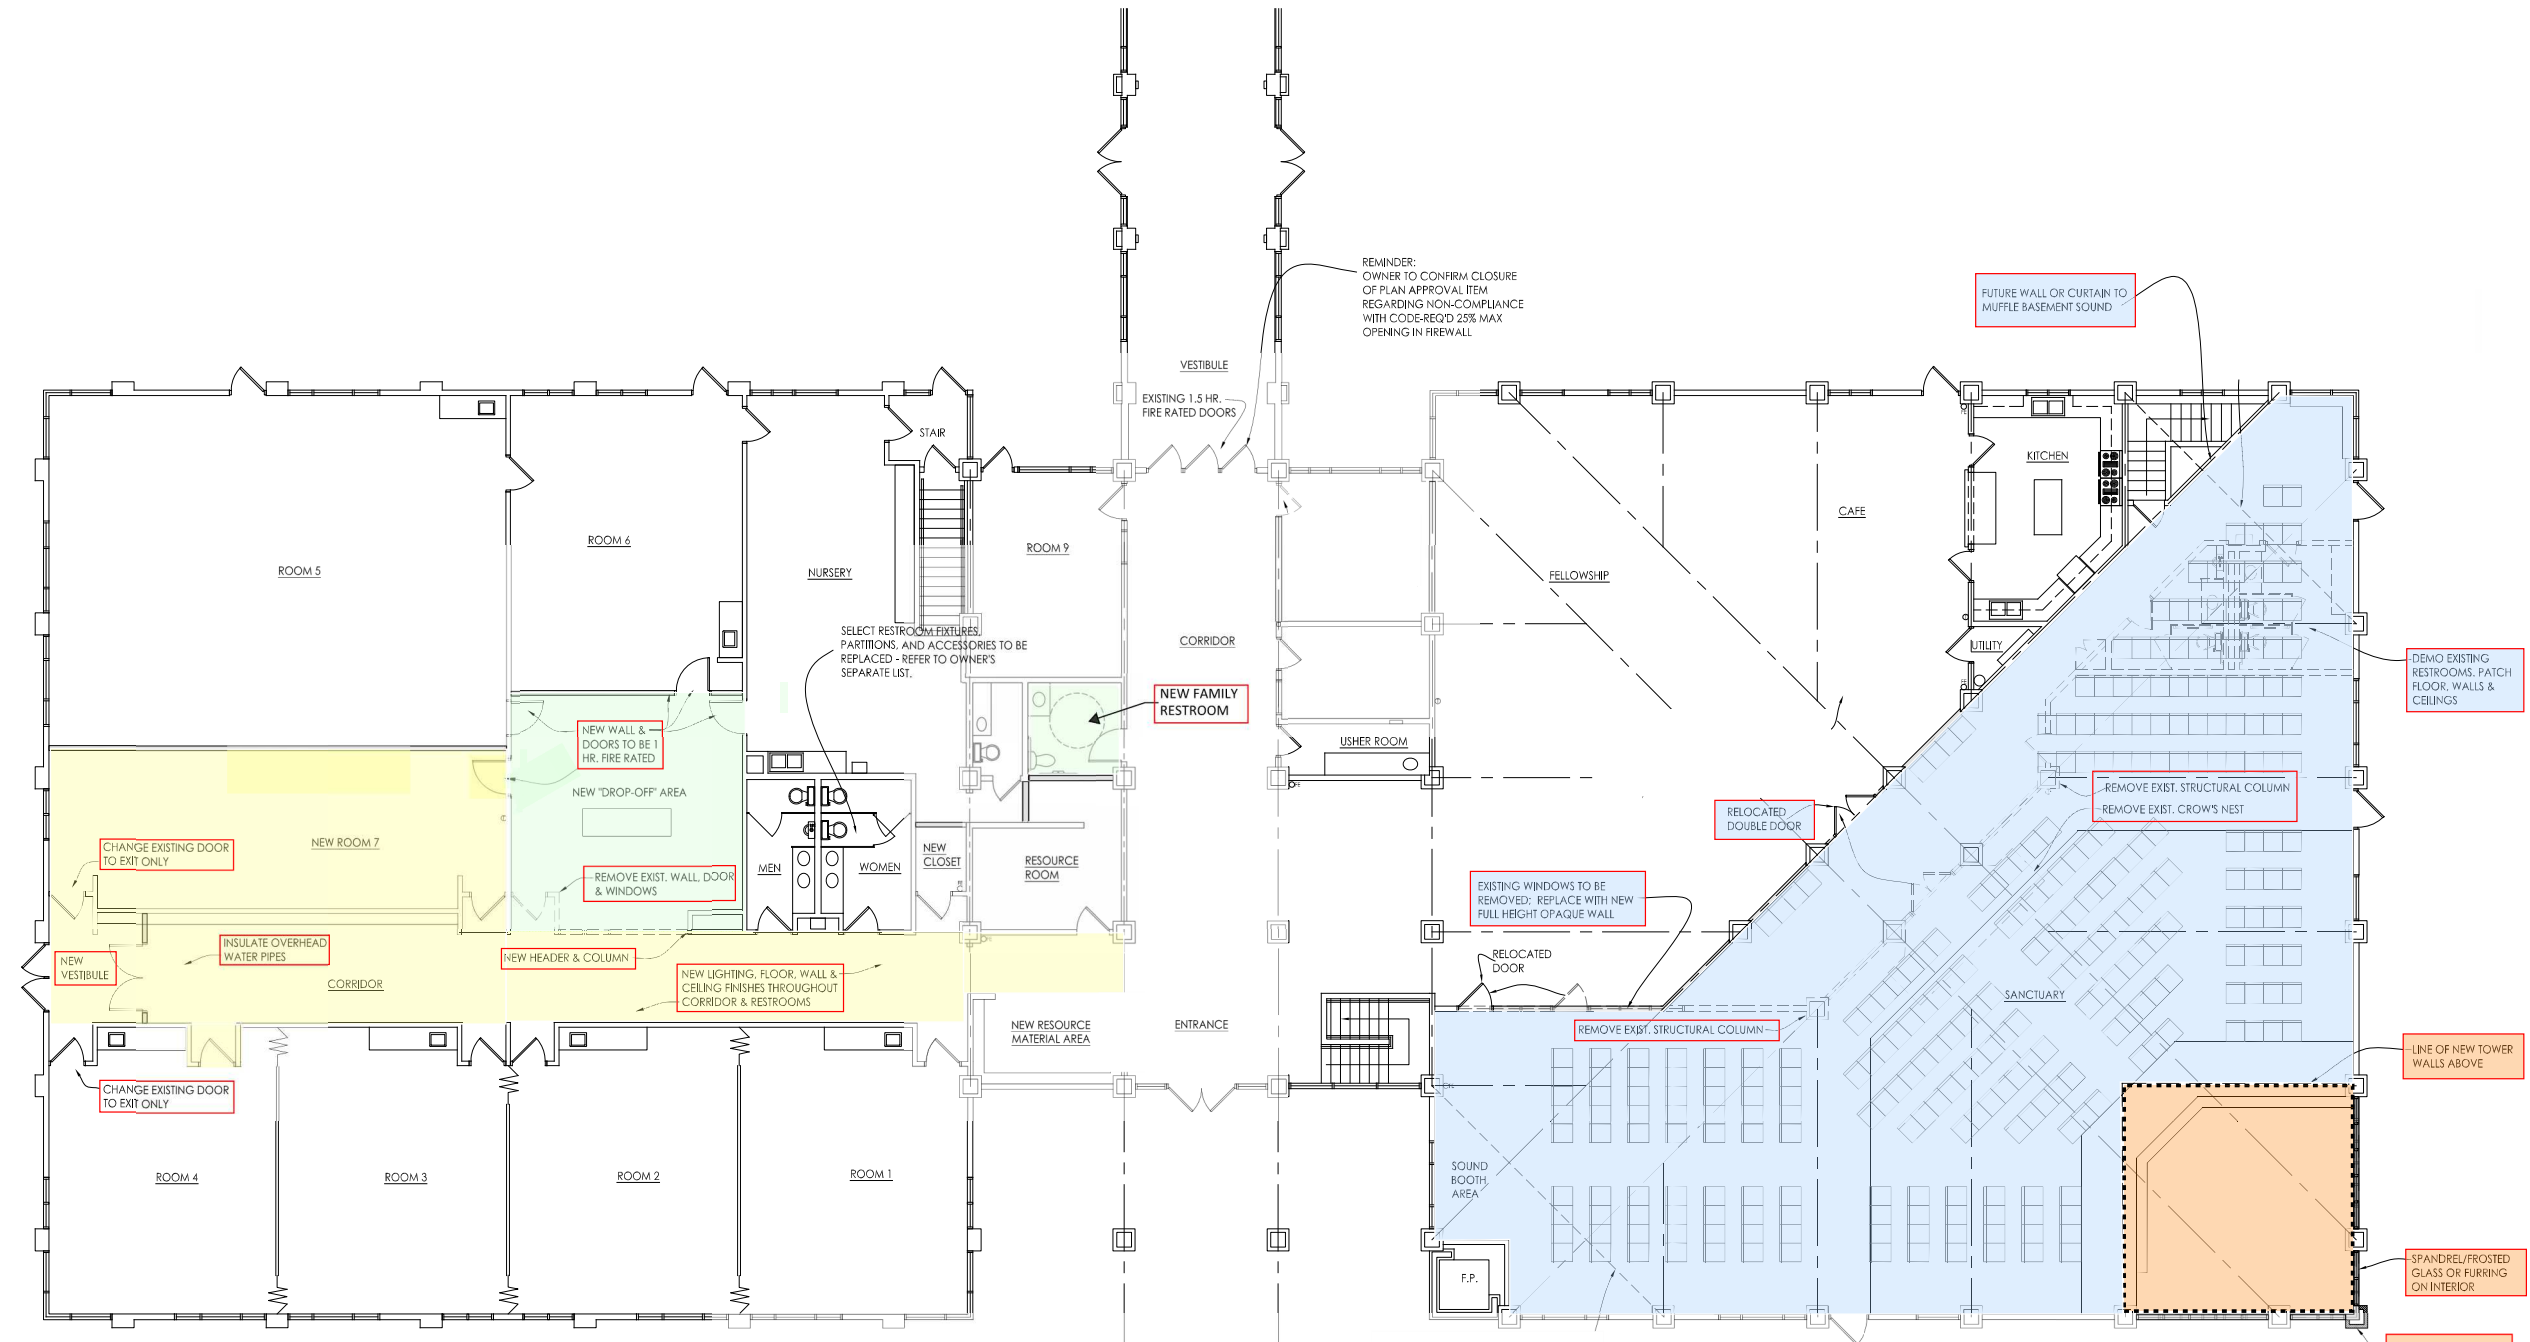 REMINDER:
OWNER TO CONFIRM CLOSURE
OF PLAN APPROVAL ITEM
REGARDING NON-COMPLIANCE
WITH CODE-REQ'D 25% MAX
OPENING IN FIREWALL
FUTURE WALL OR CURTAIN TO
MUFFLE BASEMENT SOUND
VESTIBULE
EXISTING 1.5 HR.
FIRE RATED DOORS
STAIR
KITCHEN
CAFE
ROOM 5
ROOM 6
NURSERY
ROOM 9
FELLOWSHIP
CORRIDOR
UTILITY
SELECT RESTROOM FIXTURES,
PARTITIONS, AND ACCESSORIES TO BE
REPLACED - REFER TO OWNER'S
SEPARATE LIST.
DEMO EXISTING
RESTROOMS. PATCH
FLOOR, WALLS &
CEILINGS
NEW FAMILY
RESTROOM
NEW WALL &
DOORS TO BE 1
HR. FIRE RATED
USHER ROOM
NEW "DROP-OFF" AREA
REMOVE EXIST. STRUCTURAL COLUMN
REMOVE EXIST. CROW'S NEST
RELOCATED
DOUBLE DOOR
CHANGE EXISTING DOOR
TO EXIT ONLY
NEW ROOM 7
MEN
WOMEN
NEW
CLOSET
RESOURCE
ROOM
REMOVE EXIST. WALL, DOOR
& WINDOWS
EXISTING WINDOWS TO BE
REMOVED; REPLACE WITH NEW
FULL HEIGHT OPAQUE WALL
INSULATE OVERHEAD
WATER PIPES
NEW
VESTIBULE
NEW HEADER & COLUMN
RELOCATED
DOOR
CORRIDOR
NEW LIGHTING, FLOOR, WALL &
CEILING FINISHES THROUGHOUT
CORRIDOR & RESTROOMS
SANCTUARY
NEW RESOURCE
MATERIAL AREA
ENTRANCE
REMOVE EXIST. STRUCTURAL COLUMN
LINE OF NEW TOWER
WALLS ABOVE
CHANGE EXISTING DOOR
TO EXIT ONLY
ROOM 4
ROOM 3
ROOM 2
ROOM 1
SOUND
BOOTH
AREA
F.P.
SPANDREL/FROSTED
GLASS OR FURRING
ON INTERIOR